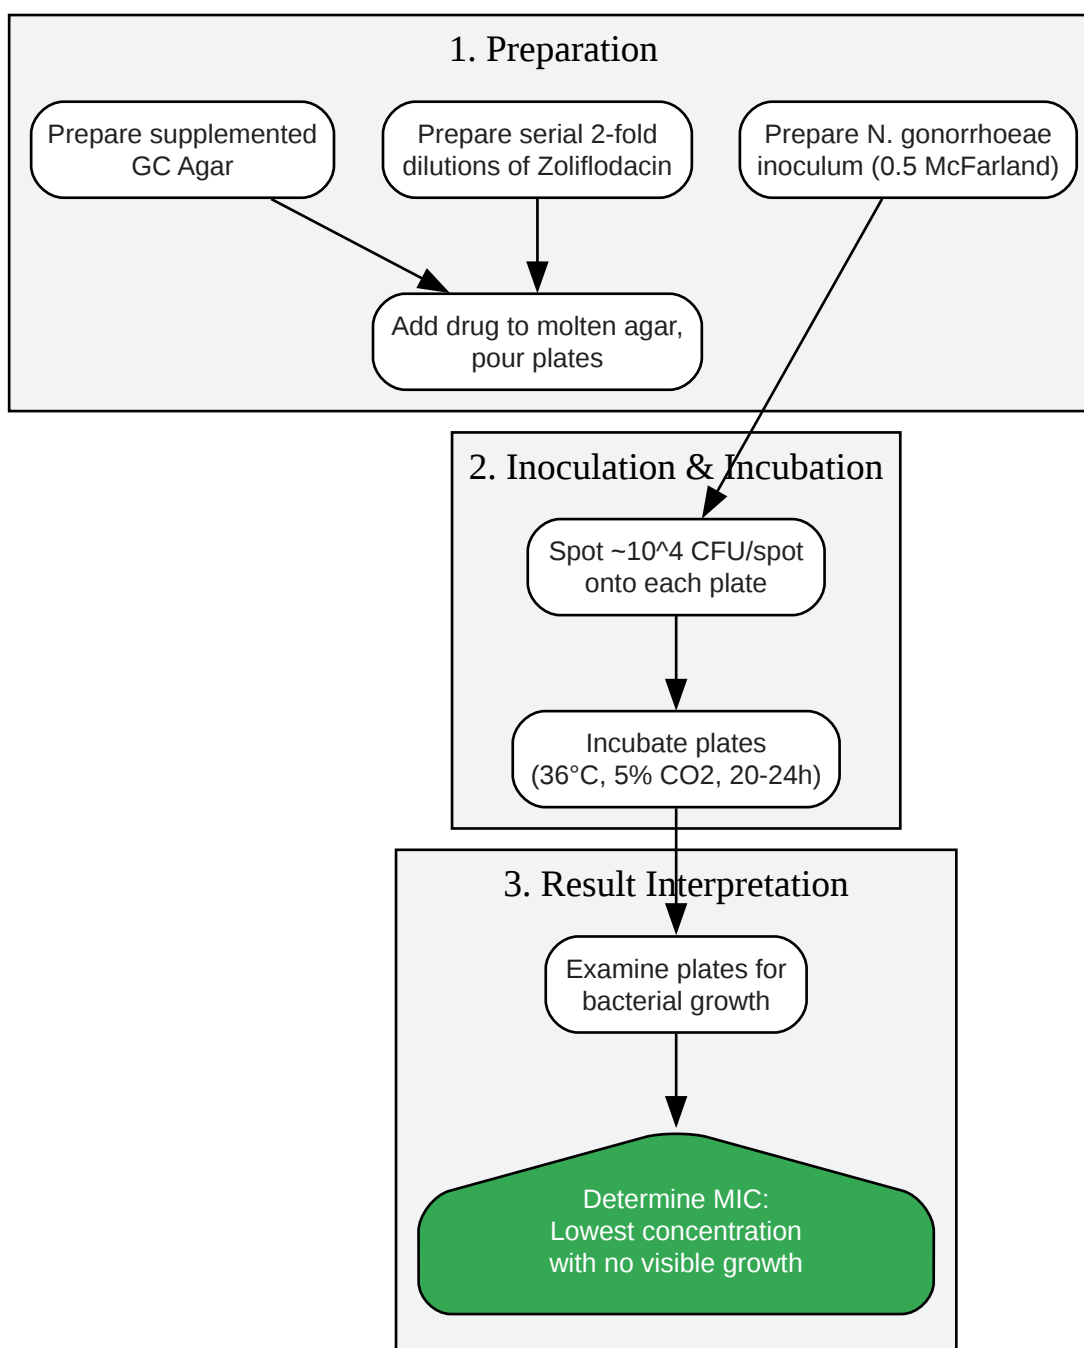 1. Preparation
Prepare supplemented
GC Agar
Prepare serial 2-fold
dilutions of Zoliflodacin
Prepare N. gonorrhoeae
inoculum (0.5 McFarland)
Add drug to molten agar,
pour plates
2. Inoculation & Incubation
Spot ~10^4 CFU/spot
onto each plate
Incubate plates
(36°C, 5% CO2, 20-24h)
3. Result Interpretation
Examine plates for
bacterial growth
Determine MIC:
Lowest concentration
with no visible growth